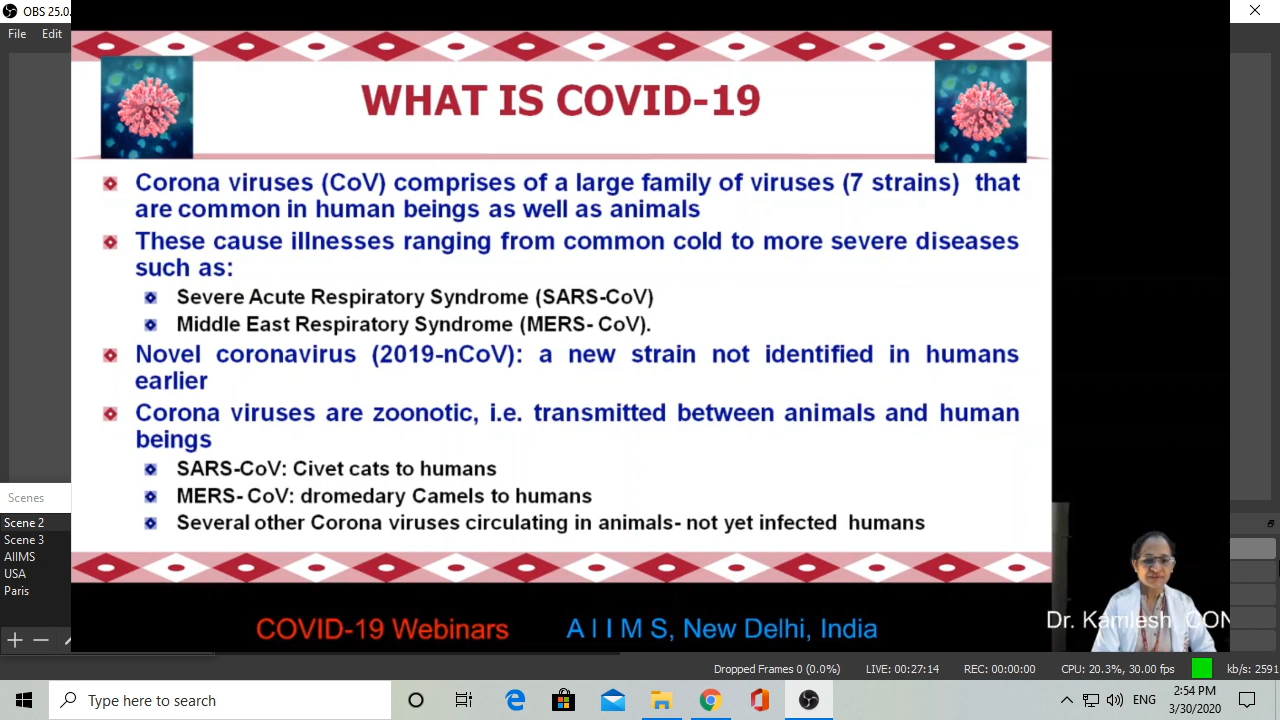 OBS 25.0.
File Edit
WHAT IS COVID-19
Corona viruses (CoV) comprises of a large family of viruses (7 strains) that
are common in human beings as well as animals
These cause illnesses ranging from common cold to more severe diseases
such as:
Severe Acute Respiratory Syndrome (SARS-CoV)
Middle East Respiratory Syndrome (MERS- CoV).
Novel coronavirus (2019-nCoV): a new strain not identified in humans
earlier
Corona viruses are zoonotic, i.e. transmitted between animals and human
beings
SARS-CoV: Civet cats to humans
MERS- CoV: dromedary Camels to humans
Several other Corona viruses circulating in animals- not yet infected humans
Scenes
Scene 2
Scene 3
AIIMS
USA
Paris
COVID-19 Webinars A I I M S, New Delhi, India
Dr. Kamlesh, CON
Dropped Frames 0 (0.0%) LIVE: 00:27:14 REC: 00:00:00 CPU: 20.3%, 30.00 fps kb/s: 2591
Type here to search
ENG
2:54 PM
3/30/2020